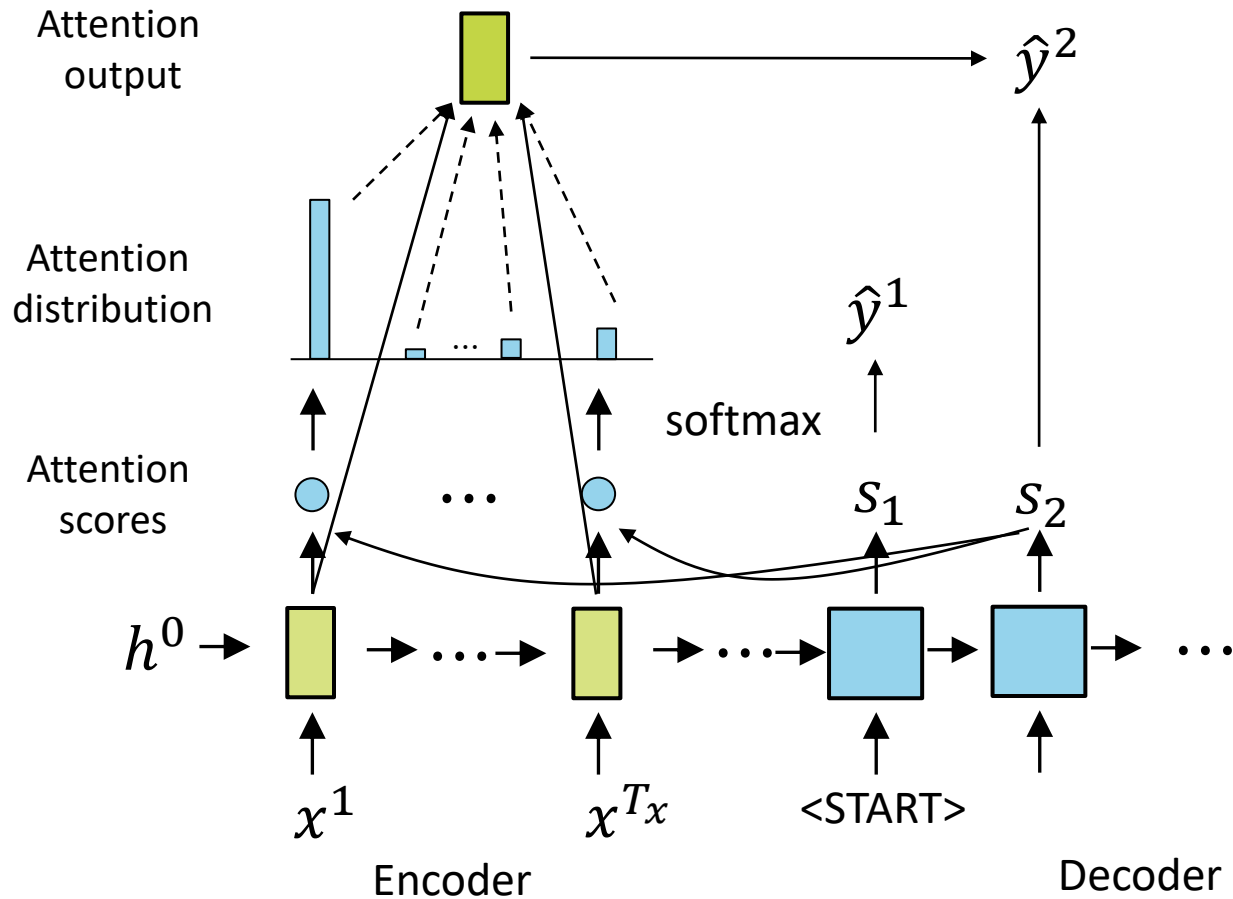 Attention
output
ŷ²
Attention
distribution
...
ŷ¹
softmax
Attention
scores
...
s₁
s₂
h⁰
...
...
...
x¹
x^{Tₓ}
<START>
Encoder
Decoder